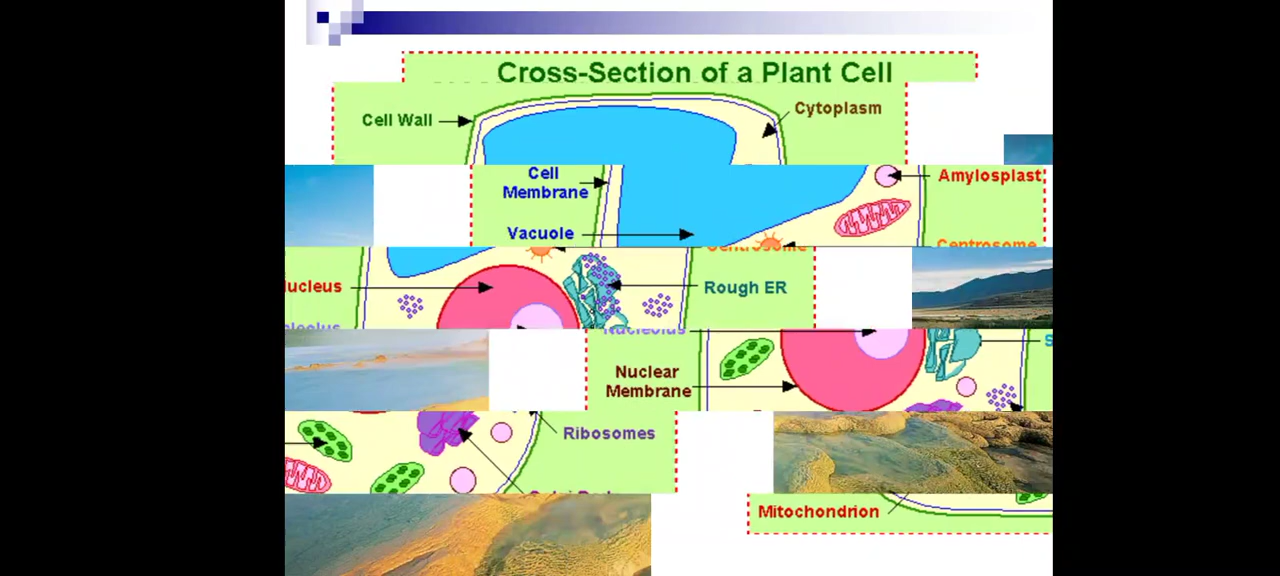 Cross-Section of a Plant Cell
Cytoplasm
Cell Wall
Cell
Membrane
Amylosplast
Vacuole
Centrosome
ucleus
Rough ER
Nucleolus
Nuclear
Membrane
Ribosomes
Mitochondrion